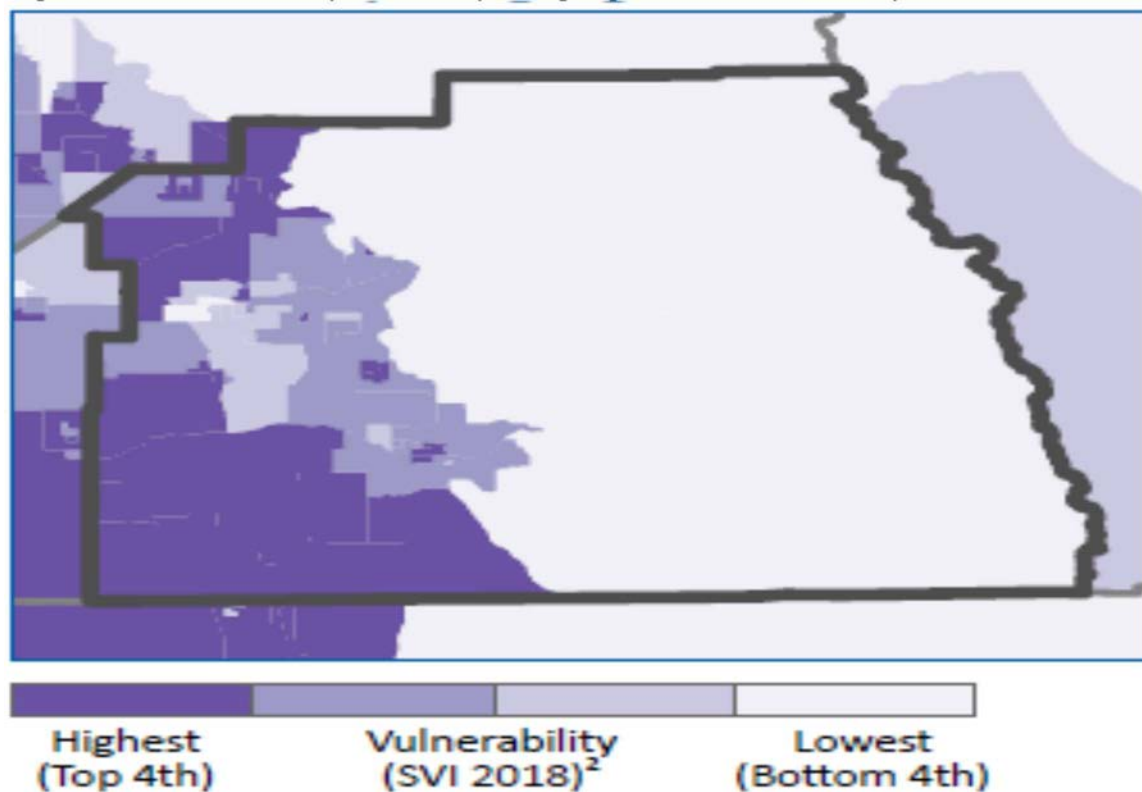 Highest
(Top 4th)
Vulnerability
(SVI 2018)²
Lowest
(Bottom 4th)